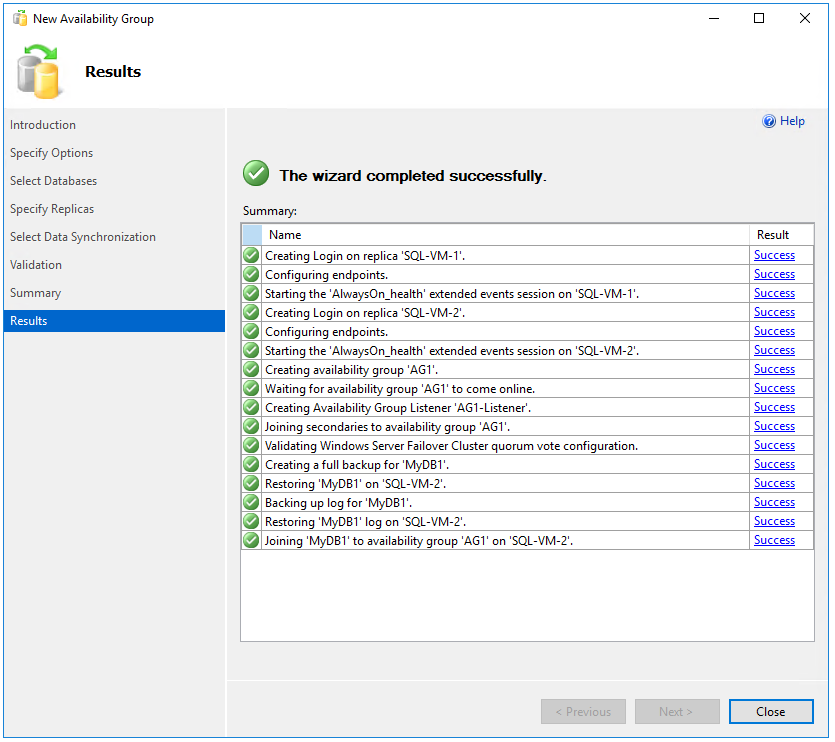 New Availability Group
Results
Introduction
Specify Options
Select Databases
Specify Replicas
Select Data Synchronization
Validation
Summary
Results
Help
The wizard completed successfully.
Summary:
Name Result
Creating Login on replica 'SQL-VM-1'. Success
Configuring endpoints. Success
Starting the 'AlwaysOn_health' extended events session on 'SQL-VM-1'. Success
Creating Login on replica 'SQL-VM-2'. Success
Configuring endpoints. Success
Starting the 'AlwaysOn_health' extended events session on 'SQL-VM-2'. Success
Creating availability group 'AG1'. Success
Waiting for availability group 'AG1' to come online. Success
Creating Availability Group Listener 'AG1-Listener'. Success
Joining secondaries to availability group 'AG1'. Success
Validating Windows Server Failover Cluster quorum vote configuration. Success
Creating a full backup for 'MyDB1'. Success
Restoring 'MyDB1' on 'SQL-VM-2'. Success
Backing up log for 'MyDB1'. Success
Restoring 'MyDB1' log on 'SQL-VM-2'. Success
Joining 'MyDB1' to availability group 'AG1' on 'SQL-VM-2'. Success
< Previous Next > Close